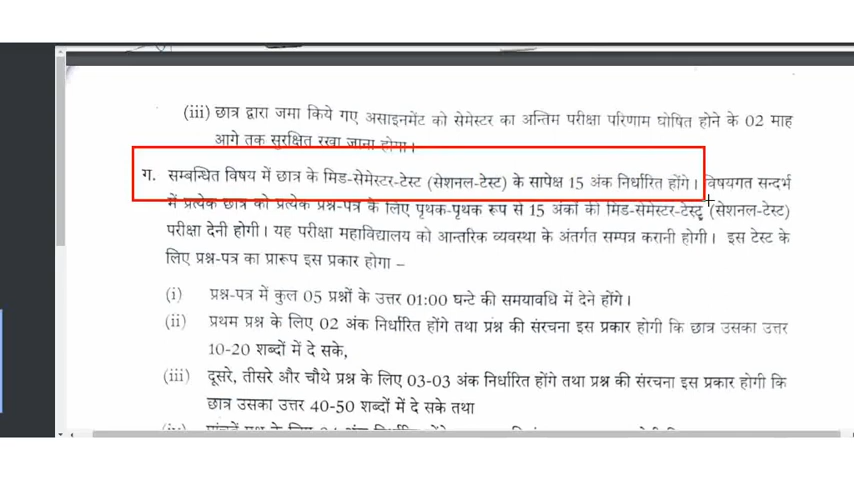 (iii) छात्र द्वारा जमा किये गए असाइनमेंट को सेमेस्टर का अन्तिम परीक्षा परिणाम घोषित होने के 02 माह
आगे तक सुरक्षित रखा जाना होगा।
ग. सम्बन्धित विषय में छात्र के मिड-सेमेस्टर-टेस्ट (सेशनल-टेस्ट) के सापेक्ष 15 अंक निर्धारित होंगे। विषयगत सन्दर्भ
में प्रत्येक छात्र को प्रत्येक प्रश्न-पत्र के लिए पृथक-पृथक रूप से 15 अंकों की मिड-सेमेस्टर-टेस्ट (सेशनल-टेस्ट)
परीक्षा देनी होगी। यह परीक्षा महाविद्यालय को आन्तरिक व्यवस्था के अंतर्गत सम्पन्न करानी होगी। इस टेस्ट के
लिए प्रश्न-पत्र का प्रारूप इस प्रकार होगा –
(i) प्रश्न-पत्र में कुल 05 प्रश्नों के उत्तर 01:00 घन्टे की समयावधि में देने होंगे।
(ii) प्रथम प्रश्न के लिए 02 अंक निर्धारित होंगे तथा प्रश्न की संरचना इस प्रकार होगी कि छात्र उसका उत्तर
10-20 शब्दों में दे सके,
(iii) दूसरे, तीसरे और चौथे प्रश्न के लिए 03-03 अंक निर्धारित होंगे तथा प्रश्न की संरचना इस प्रकार होगी कि
छात्र उसका उत्तर 40-50 शब्दों में दे सके तथा